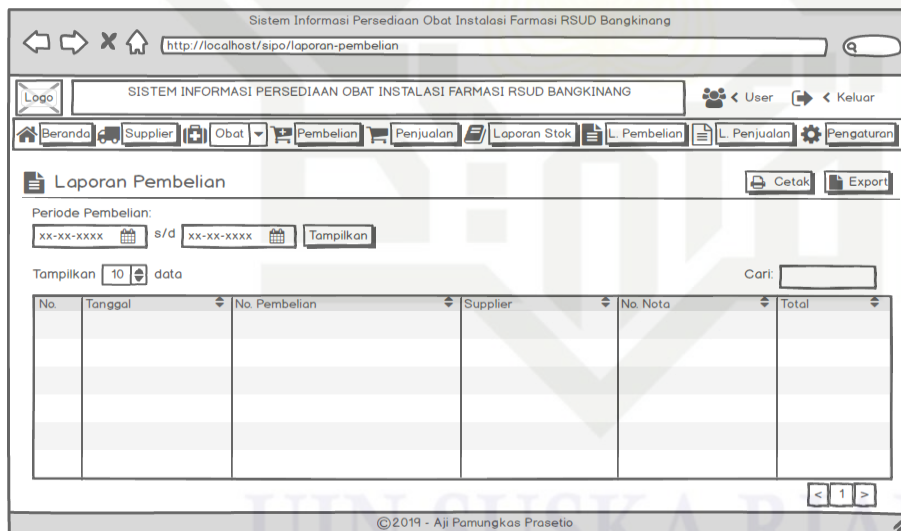 Sistem Informasi Persediaan Obat Instalasi Farmasi RSUD Bangkinang
http://localhost/sipo/laporan-pembelian
Logo SISTEM INFORMASI PERSEDIAAN OBAT INSTALASI FARMASI RSUD BANGKINANG < User < Keluar
Beranda Supplier Obat Pembelian Penjualan Laporan Stok L. Pembelian L. Penjualan Pengaturan
Laporan Pembelian Cetak Export
Periode Pembelian:
xx-xx-xxxx s/d xx-xx-xxxx Tampilkan
Tampilkan 10 data Cari:
No. Tanggal No. Pembelian Supplier No. Nota Total
< 1 >
UIN SUSKA RIAU
©2019 - Aji Pamungkas Prasetio